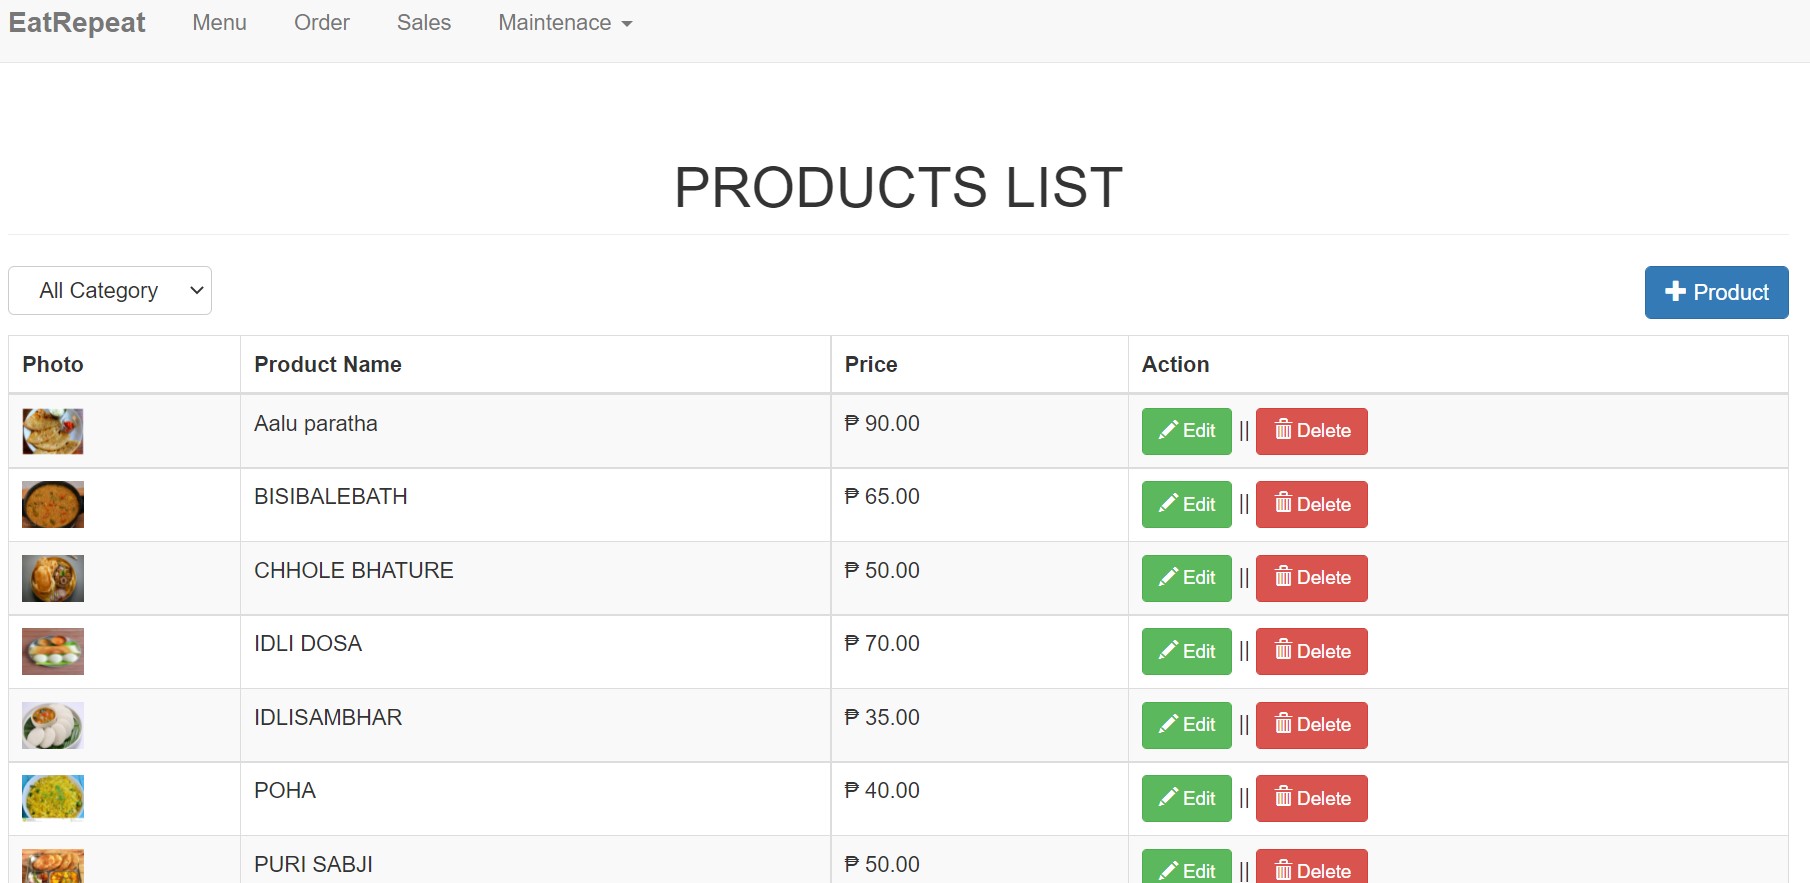 EatRepeat Menu Order Sales Maintenace
PRODUCTS LIST
All Category
Product
Photo Product Name Price Action
Aalu paratha ₱ 90.00 Edit || Delete
BISIBALEBATH ₱ 65.00 Edit || Delete
CHHOLE BHATURE ₱ 50.00 Edit || Delete
IDLI DOSA ₱ 70.00 Edit || Delete
IDLISAMBHAR ₱ 35.00 Edit || Delete
POHA ₱ 40.00 Edit || Delete
PURI SABJI ₱ 50.00 Edit || Delete